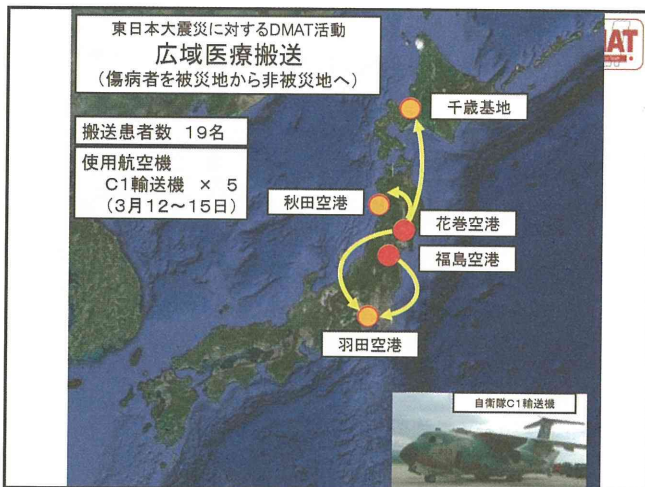 東日本大震災に対するDMAT活動
広域医療搬送
(傷病者を被災地から非被災地へ)
搬送患者数 19名
使用航空機
C1輸送機 × 5
(3月12~15日)
千歳基地
秋田空港
花巻空港
福島空港
羽田空港
自衛隊C1輸送機